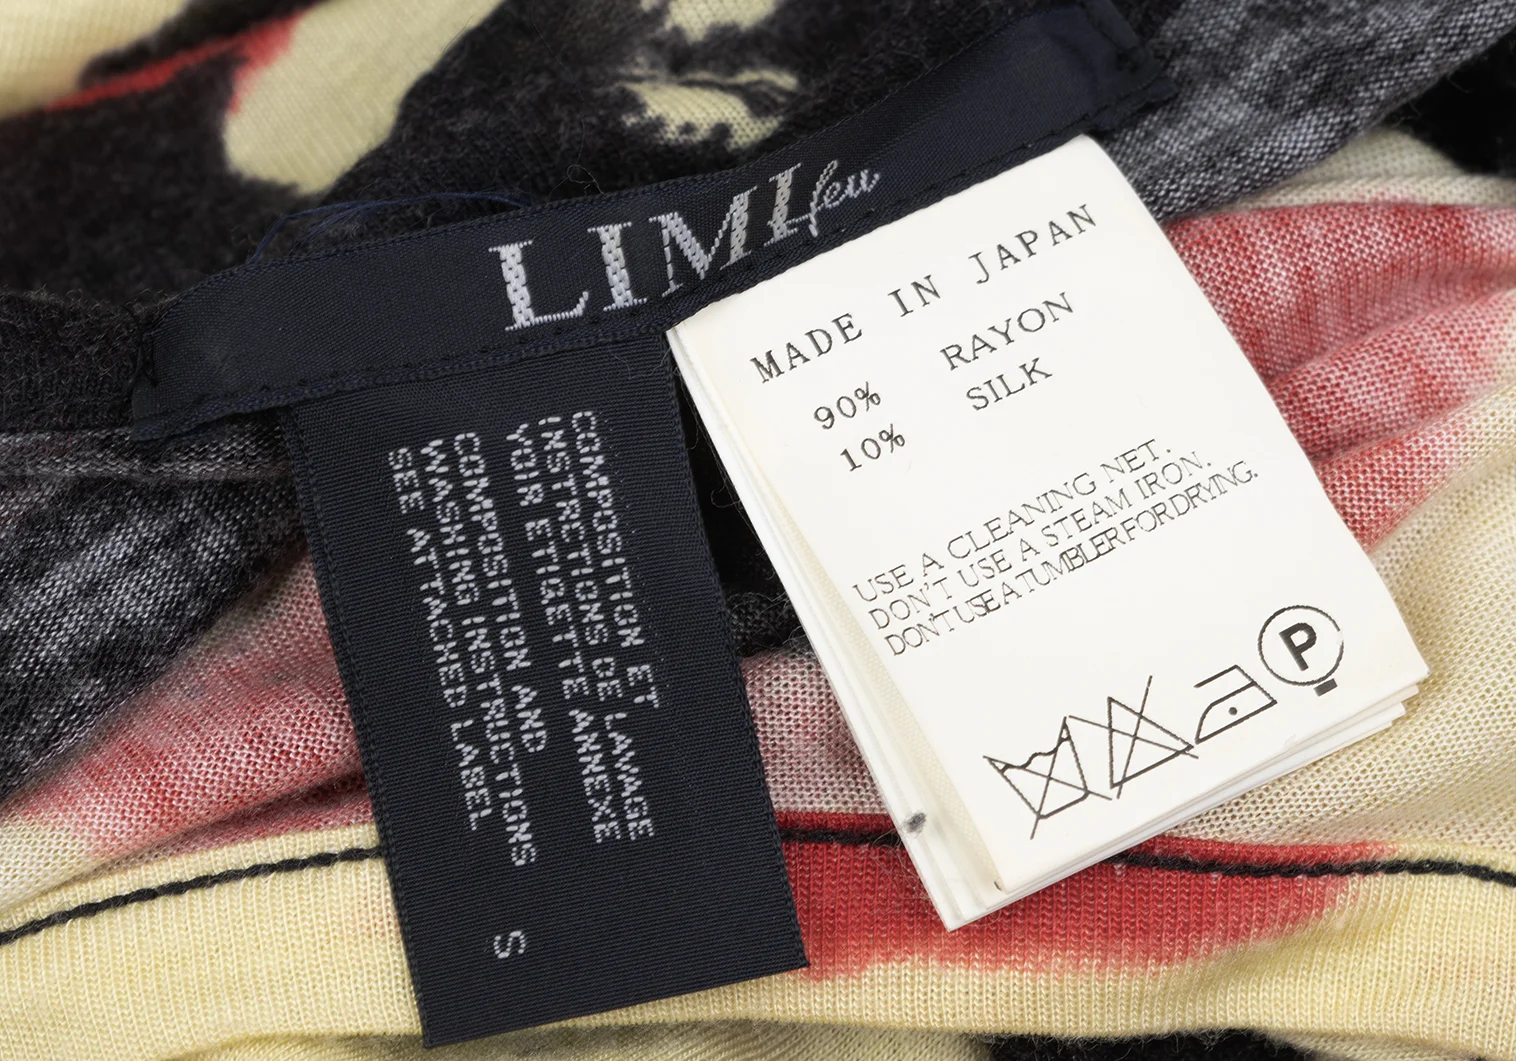 LIMI feu
MADE IN JAPAN
90% RAYON
10% SILK
USE A CLEANING NET.
DON'T USE A STEAM IRON.
DON'T USE A TUMBLER FOR DRYING.
P
COMPOSITION ET
INSTRCTIONS DE LAVAGE
VOIR ETIGETTE ANNEXE
COMPOSITION AND
WASHING INSTRUCTIONS
SEE ATTACHED LABEL
S